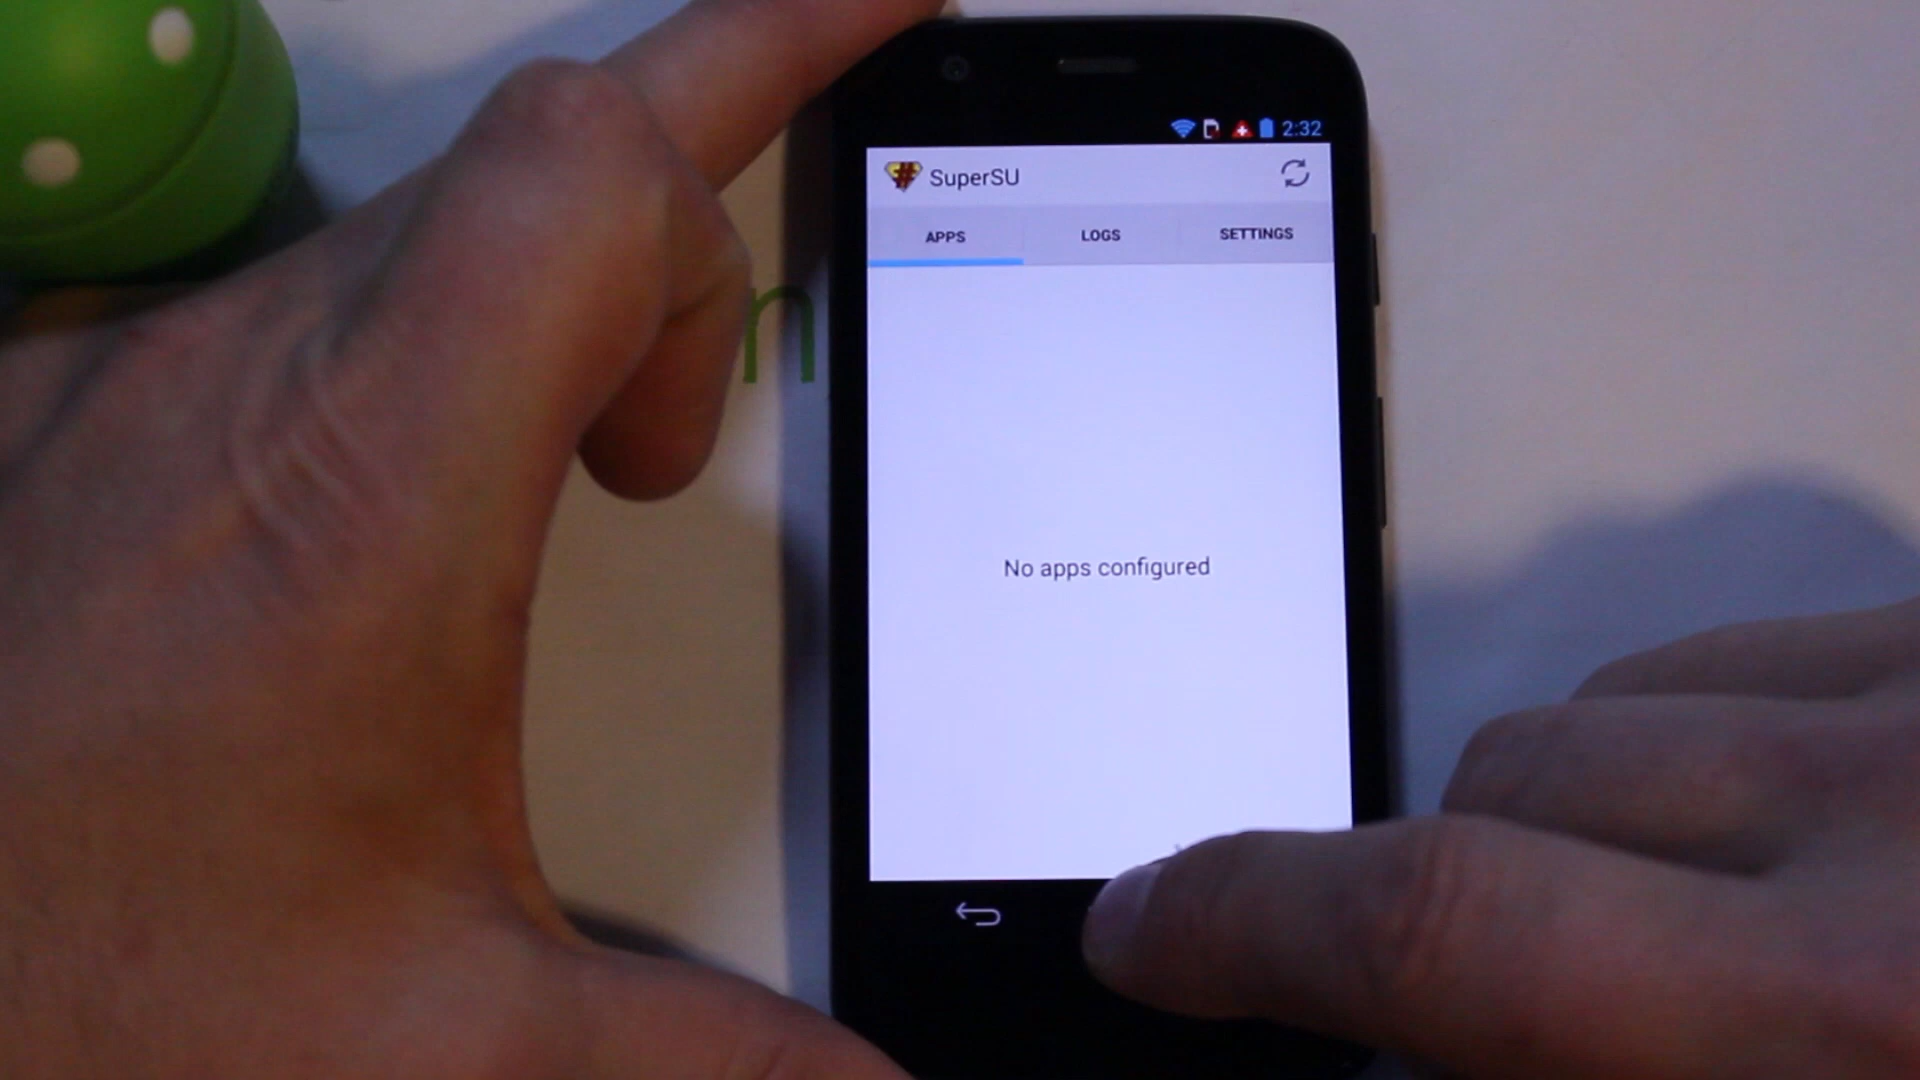 2:32
SuperSU
APPS LOGS SETTINGS
n
No apps configured